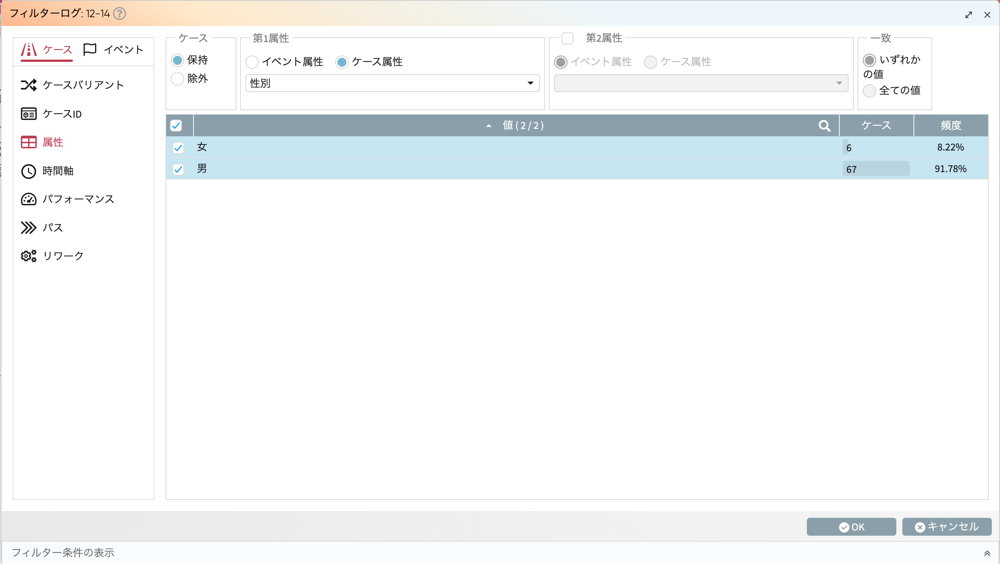 フィルターログ: 12-14
ケース イベント
ケースバリアント
ケースID
属性
時間軸
パフォーマンス
パス
リワーク
ケース
保持
除外
第1属性
イベント属性 ケース属性
性別
第2属性
イベント属性 ケース属性
一致
いずれか
の値
全ての値
値 ( 2 / 2 ) ケース 頻度
女 6 8.22%
男 67 91.78%
OK キャンセル
フィルター条件の表示